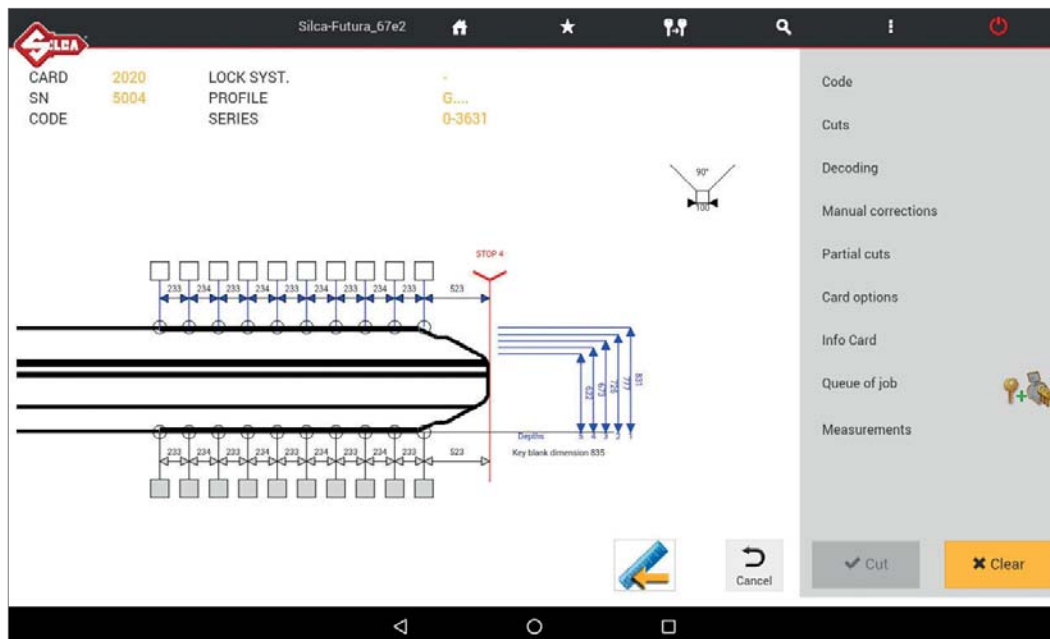 SILCA
Silca-Futura_67e2
CARD 2020 LOCK SYST. -
SN 5004 PROFILE G....
CODE SERIES 0-3631
90°
100
STOP 4
233 234 233 234 233 234 234 234 233 523
622 673 726 777 831
5 4 3 2 1
Depths
Key blank dimension 835
233 234 233 234 233 234 234 234 233 523
Cancel
Code
Cuts
Decoding
Manual corrections
Partial cuts
Card options
Info Card
Queue of job
Measurements
Cut
Clear